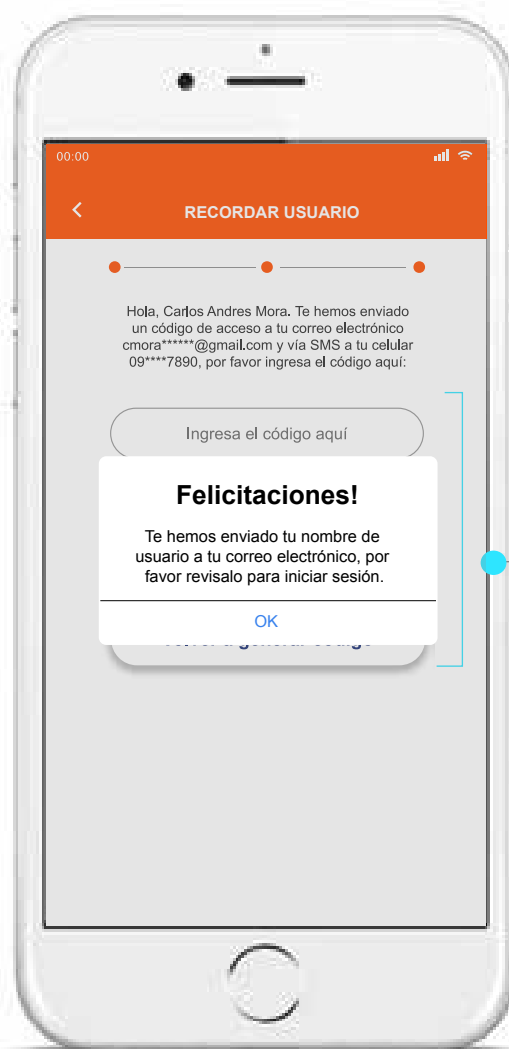 00:00
RECORDAR USUARIO
Hola, Carlos Andres Mora. Te hemos enviado
un código de acceso a tu correo electrónico
cmora******@gmail.com y vía SMS a tu celular
09****7890, por favor ingresa el código aquí:
Ingresa el código aquí
Felicitaciones!
Te hemos enviado tu nombre de
usuario a tu correo electrónico, por
favor revisalo para iniciar sesión.
OK